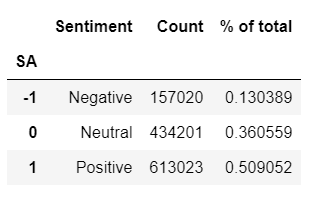 Sentiment Count % of total
SA
-1 Negative 157020 0.130389
0 Neutral 434201 0.360559
1 Positive 613023 0.509052